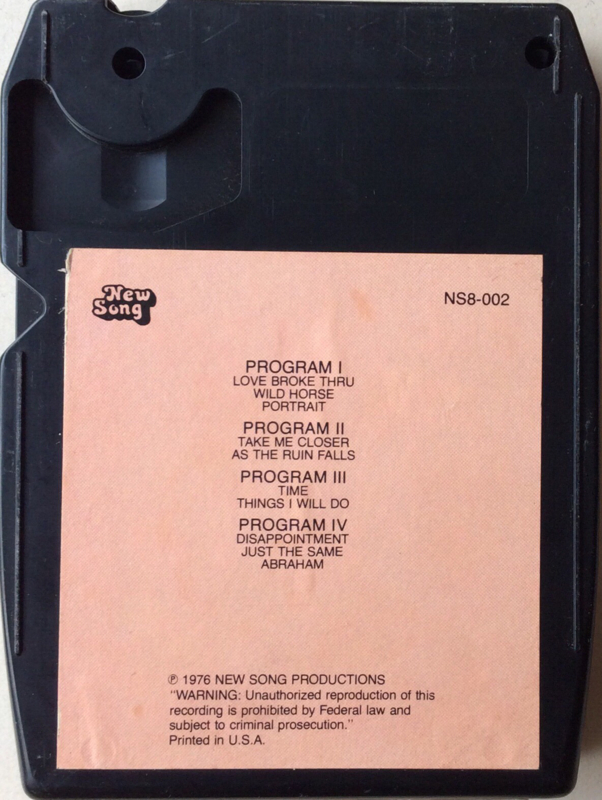 New
Song
NS8-002
PROGRAM I
LOVE BROKE THRU
WILD HORSE
PORTRAIT
PROGRAM II
TAKE ME CLOSER
AS THE RUIN FALLS
PROGRAM III
TIME
THINGS I WILL DO
PROGRAM IV
DISAPPOINTMENT
JUST THE SAME
ABRAHAM
℗ 1976 NEW SONG PRODUCTIONS
"WARNING: Unauthorized reproduction of this
recording is prohibited by Federal law and
subject to criminal prosecution."
Printed in U.S.A.